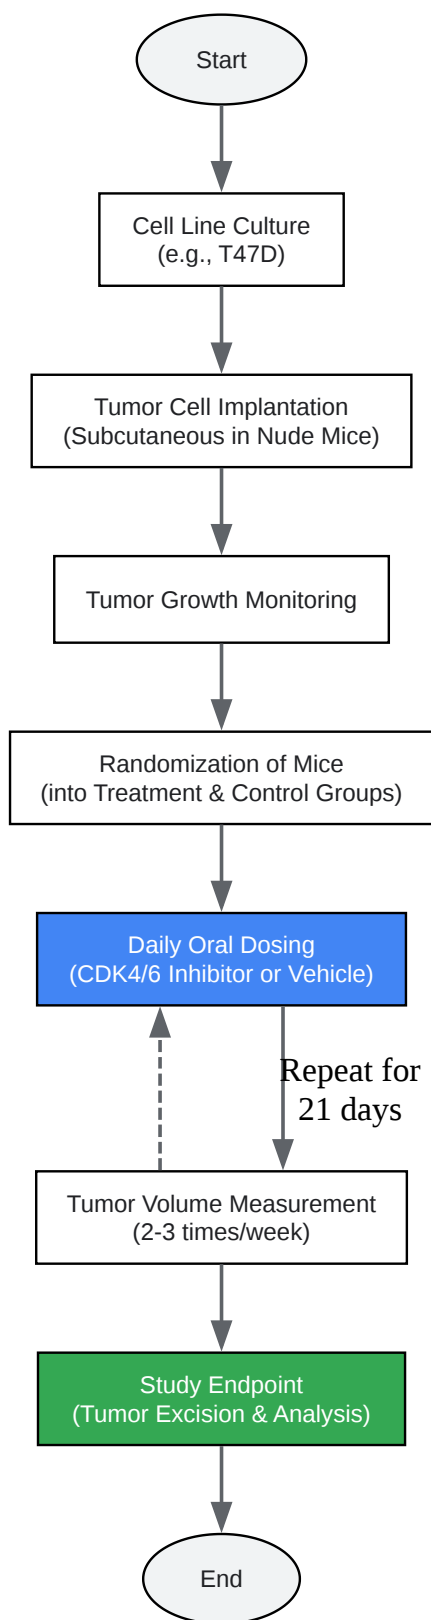 Start
Cell Line Culture
(e.g., T47D)
Tumor Cell Implantation
(Subcutaneous in Nude Mice)
Tumor Growth Monitoring
Randomization of Mice
(into Treatment & Control Groups)
Daily Oral Dosing
(CDK4/6 Inhibitor or Vehicle)
Repeat for
21 days
Tumor Volume Measurement
(2-3 times/week)
Study Endpoint
(Tumor Excision & Analysis)
End